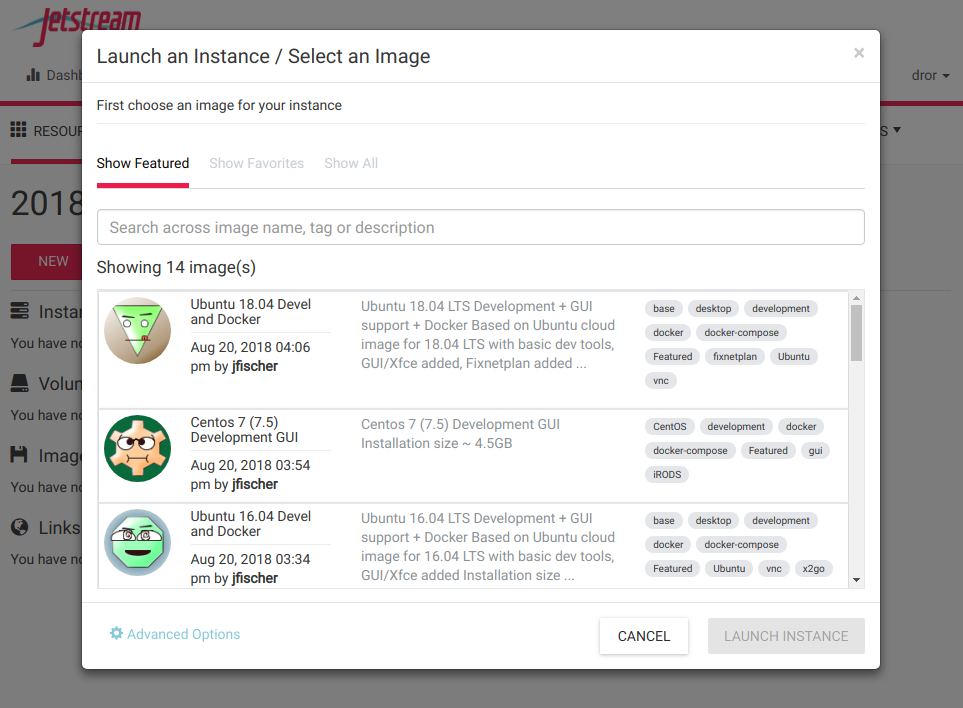 Jetstream
Launch an Instance / Select an Image
×
Dashb
dror
First choose an image for your instance
RESOUR
S
Show Featured Show Favorites Show All
2018
Search across image name, tag or description
NEW
Showing 14 image(s)
Ubuntu 18.04 Devel
and Docker
Aug 20, 2018 04:06
pm by jfischer
Ubuntu 18.04 LTS Development + GUI
support + Docker Based on Ubuntu cloud
image for 18.04 LTS with basic dev tools,
GUI/Xfce added, Fixnetplan added ...
base desktop development
docker docker-compose
Featured fixnetplan Ubuntu
vnc
Instan
You have no
Volun
You have no
Centos 7 (7.5)
Development GUI
Aug 20, 2018 03:54
pm by jfischer
Centos 7 (7.5) Development GUI
Installation size ~ 4.5GB
CentOS development docker
docker-compose Featured gui
iRODS
Image
You have no
Links
You have no
Ubuntu 16.04 Devel
and Docker
Aug 20, 2018 03:34
pm by jfischer
Ubuntu 16.04 LTS Development + GUI
support + Docker Based on Ubuntu cloud
image for 16.04 LTS with basic dev tools,
GUI/Xfce added Installation size ...
base desktop development
docker docker-compose
Featured Ubuntu vnc x2go
Advanced Options
CANCEL
LAUNCH INSTANCE